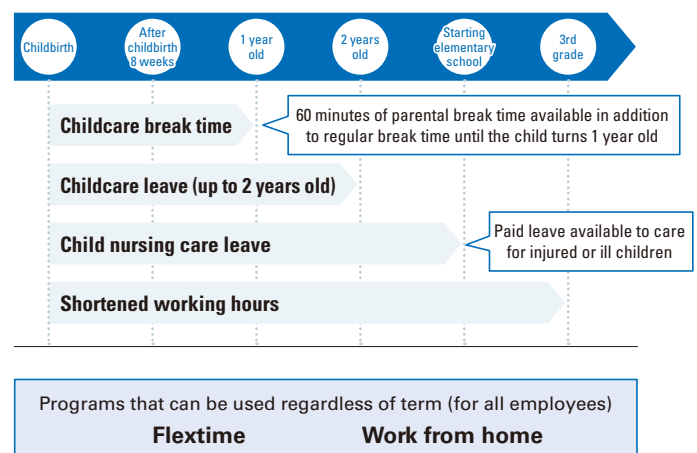 Childbirth
After
childbirth
8 weeks
1 year
old
2 years
old
Starting
elementary
school
3rd
grade
Childcare break time
60 minutes of parental break time available in addition
to regular break time until the child turns 1 year old
Childcare leave (up to 2 years old)
Child nursing care leave
Paid leave available to care
for injured or ill children
Shortened working hours
Programs that can be used regardless of term (for all employees)
Flextime
Work from home